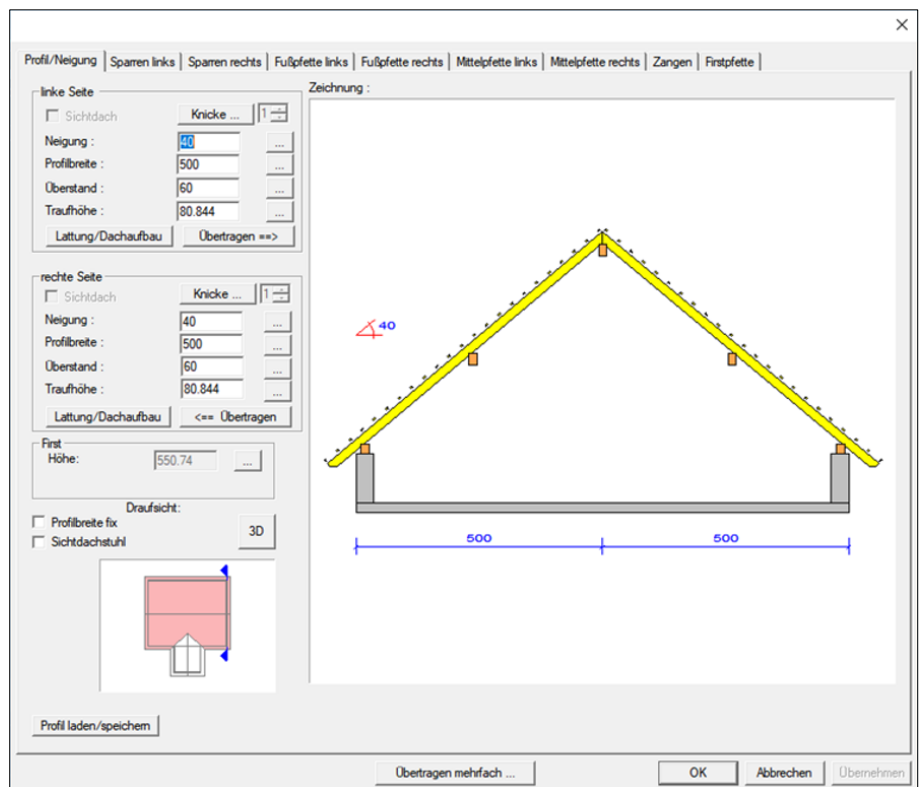 Profil/Neigung Sparren links Sparren rechts Fußpfette links Fußpfette rechts Mittelpfette links Mittelpfette rechts Zangen Firstpfette
linke Seite
Sichtdach Knicke ... 1
Neigung : 40 ...
Profilbreite : 500 ...
Überstand : 60 ...
Traufhöhe : 80.844 ...
Lattung/Dachaufbau Übertragen ==>
rechte Seite
Sichtdach Knicke ... 1
Neigung : 40 ...
Profilbreite : 500 ...
Überstand : 60 ...
Traufhöhe : 80.844 ...
Lattung/Dachaufbau <== Übertragen
First
Höhe: 550.74 ...
Draufsicht:
Profilbreite fix
Sichtdachstuhl
3D
Profil laden/speichern
Zeichnung :
40
500 500
Übertragen mehrfach ... OK Abbrechen Übernehmen